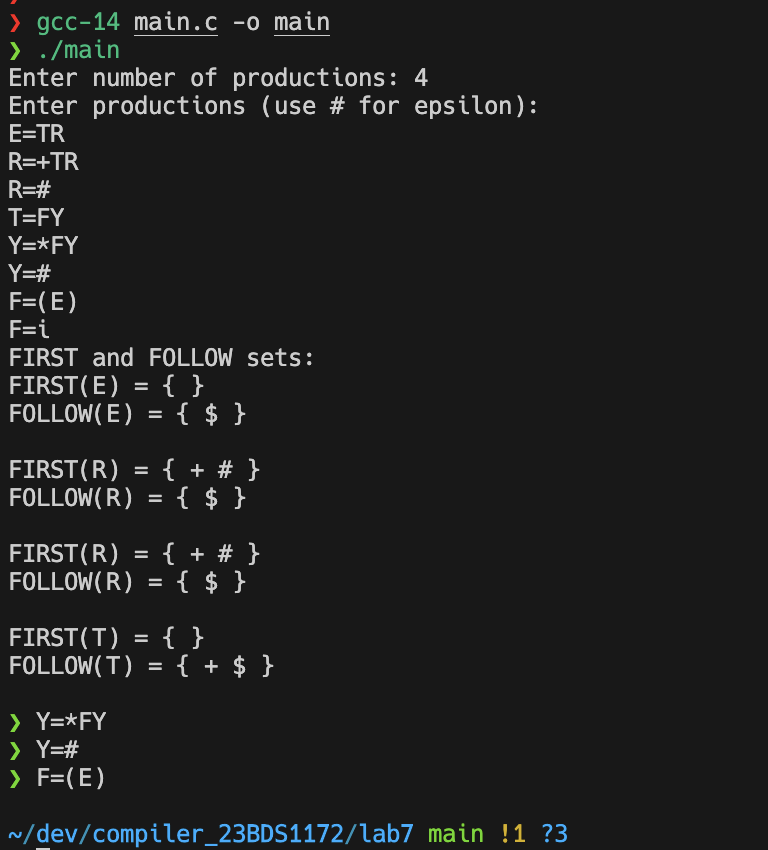 ❯ gcc-14 main.c -o main
❯ ./main
Enter number of productions: 4
Enter productions (use # for epsilon):
E=TR
R=+TR
R=#
T=FY
Y=*FY
Y=#
F=(E)
F=i
FIRST and FOLLOW sets:
FIRST(E) = { }
FOLLOW(E) = { $ }
FIRST(R) = { + # }
FOLLOW(R) = { $ }
FIRST(R) = { + # }
FOLLOW(R) = { $ }
FIRST(T) = { }
FOLLOW(T) = { + $ }
❯ Y=*FY
❯ Y=#
❯ F=(E)
~/dev/compiler_23BDS1172/lab7 main !1 ?3